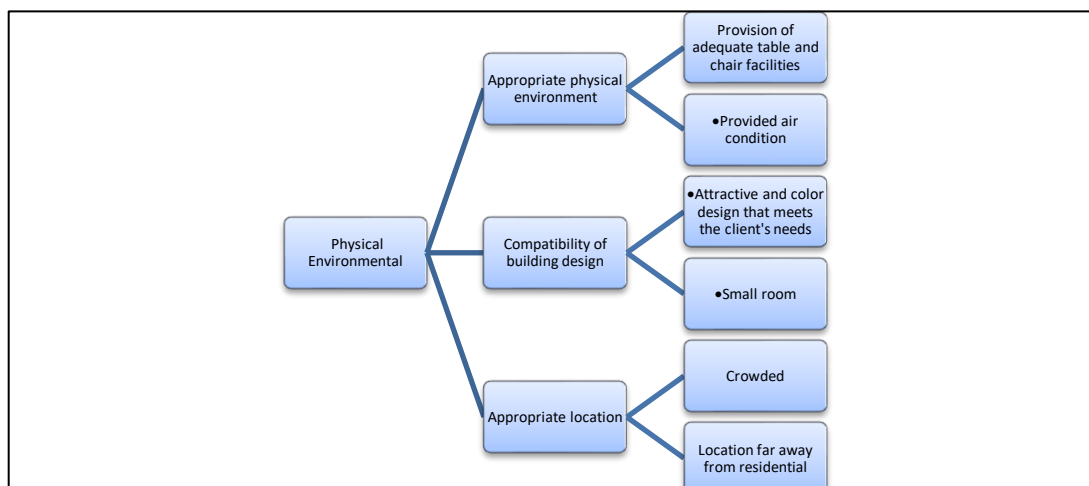 Provision of
adequate table and
chair facilities
Appropriate physical
environment
•Provided air
condition
•Attractive and color
design that meets
the client's needs
Physical
Environmental
Compatibility of
building design
•Small room
Crowded
Appropriate location
Location far away
from residential